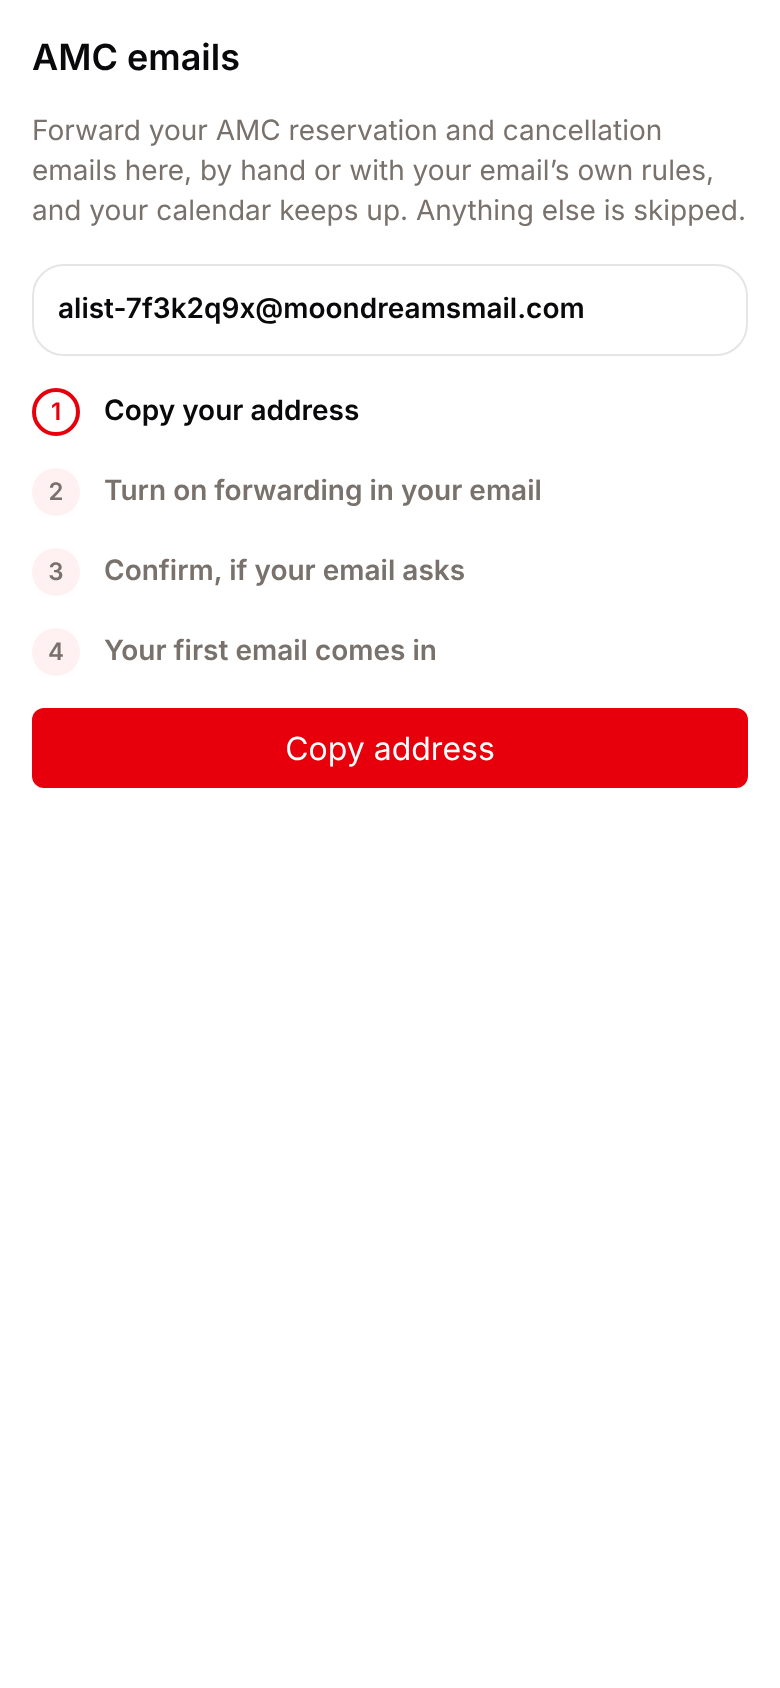 AMC emails
Forward your AMC reservation and cancellation
emails here, by hand or with your email’s own rules,
and your calendar keeps up. Anything else is skipped.
alist-7f3k2q9x@moondreamsmail.com
1 Copy your address
2 Turn on forwarding in your email
3 Confirm, if your email asks
4 Your first email comes in
Copy address